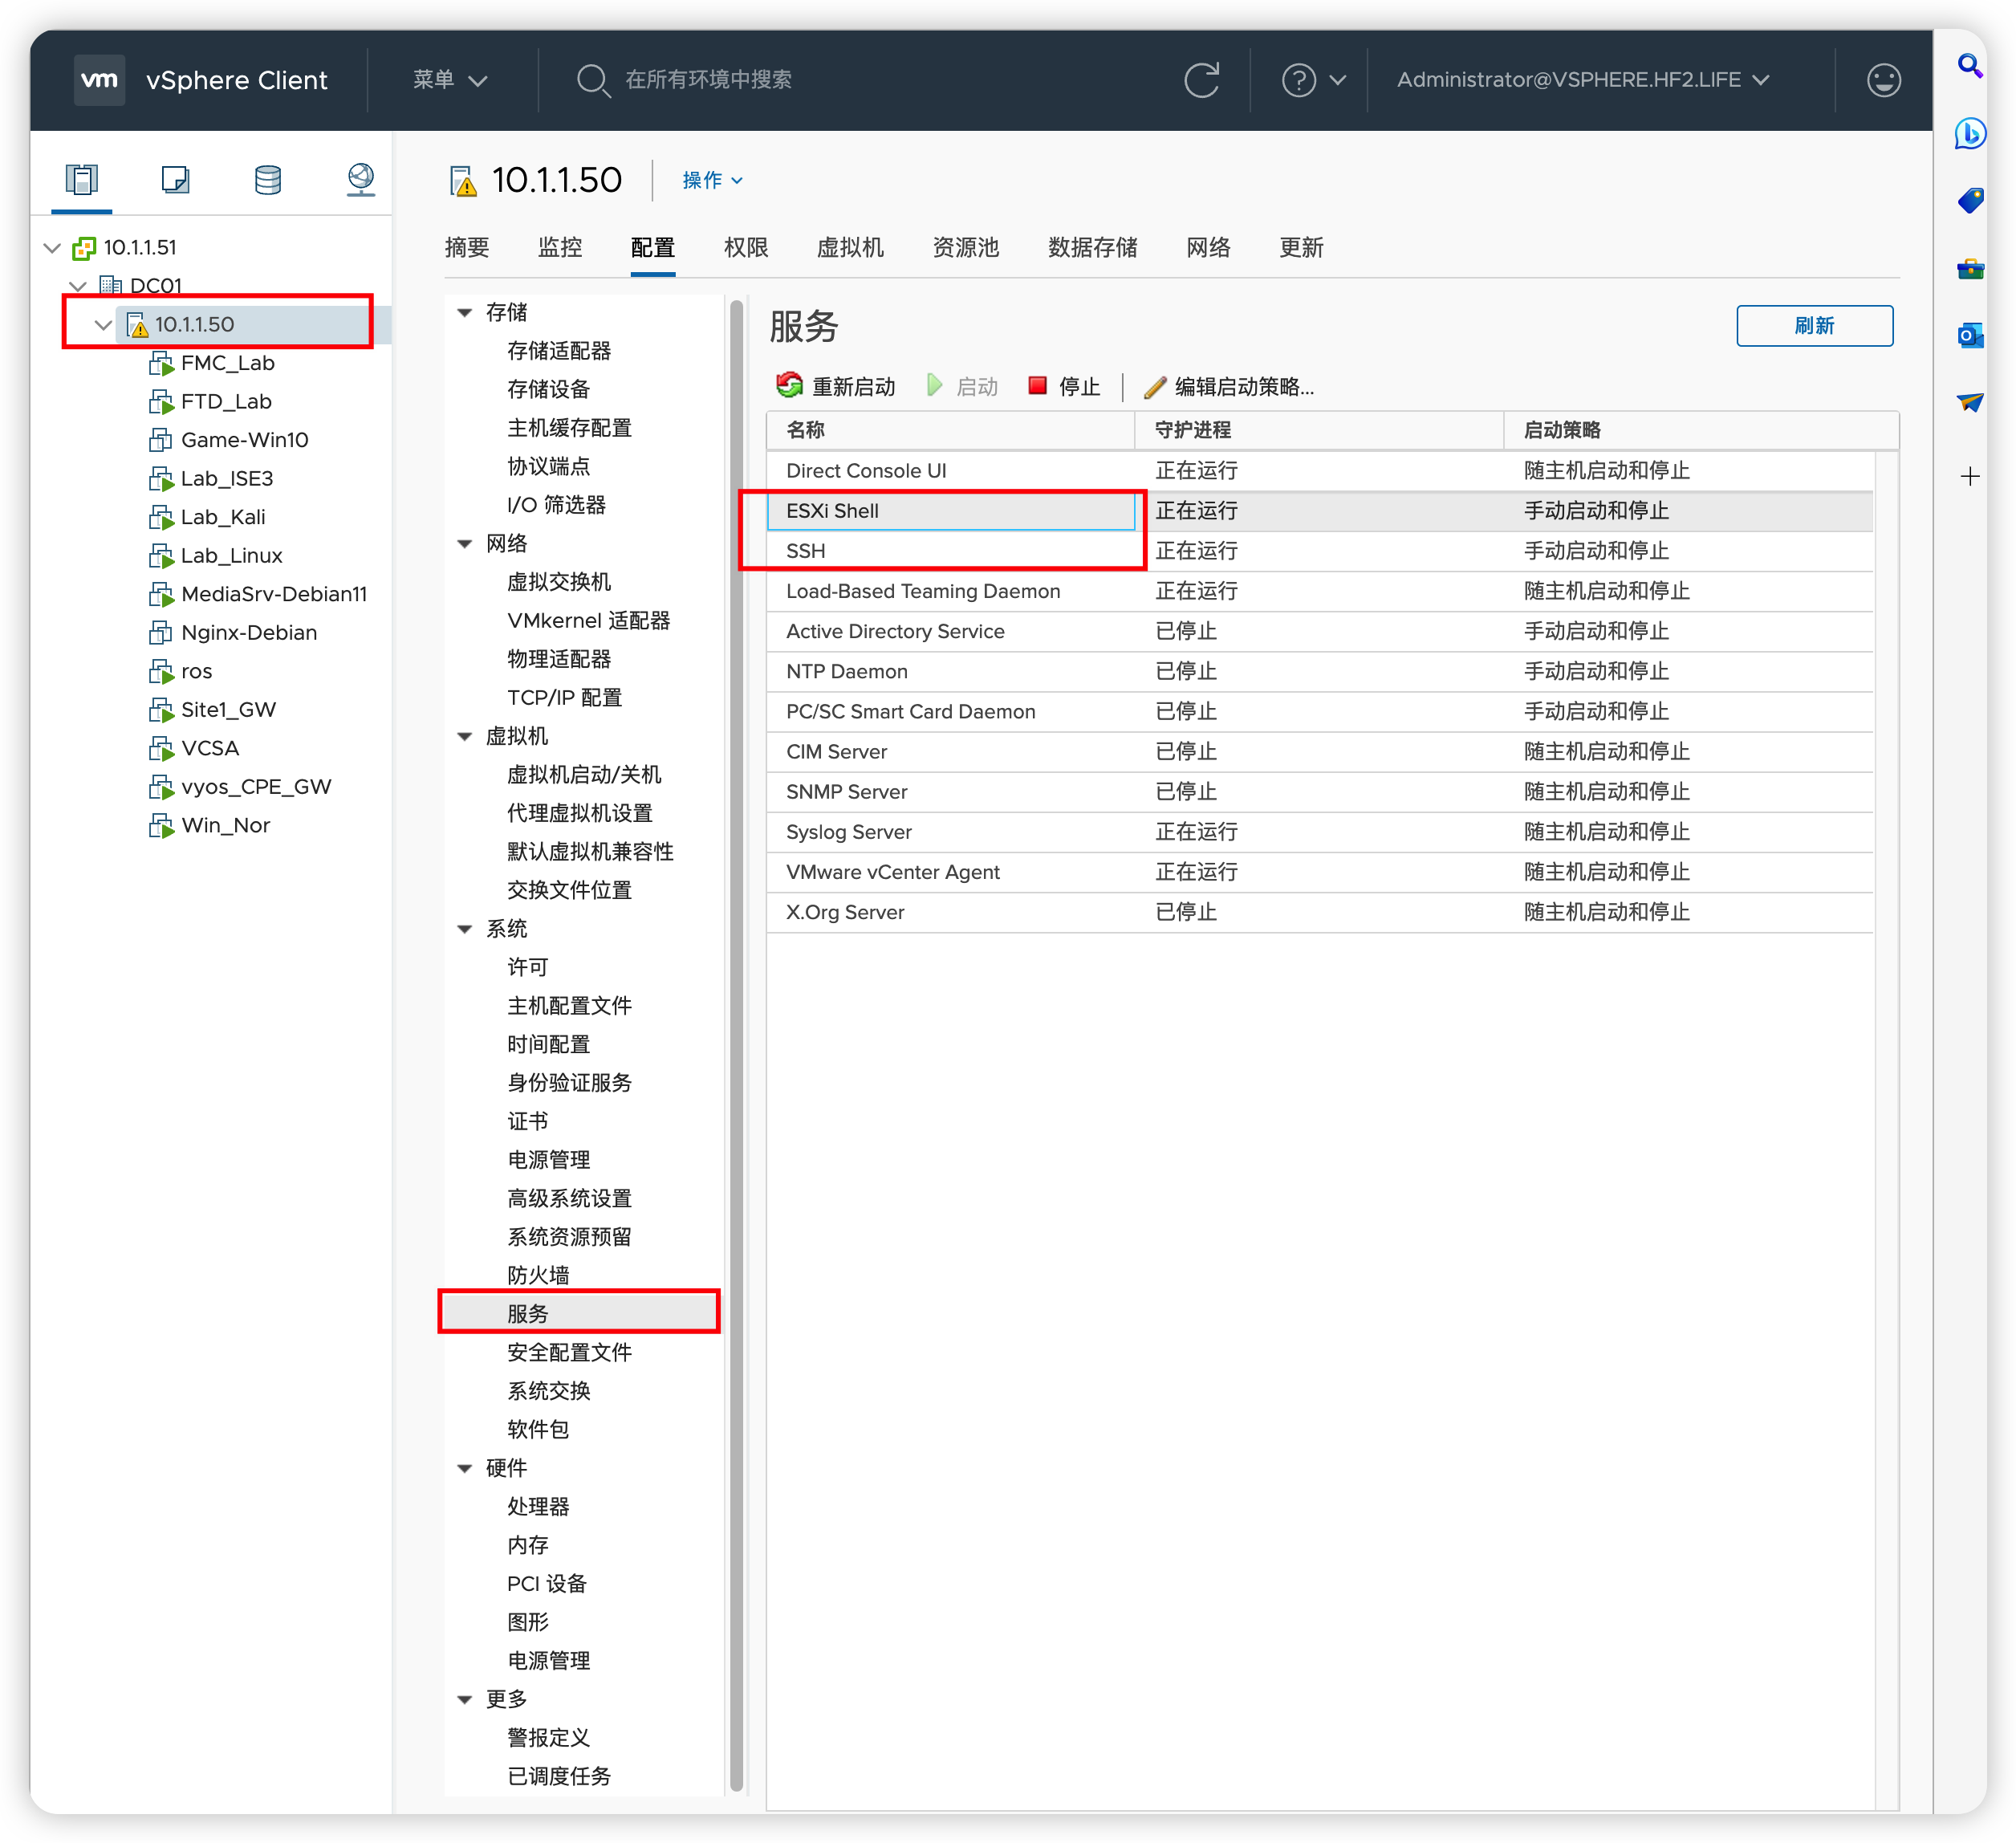 vm vSphere Client 菜单 在所有环境中搜索 Administrator@VSPHERE.HF2.LIFE
10.1.1.51
DC01
10.1.1.50
FMC_Lab
FTD_Lab
Game-Win10
Lab_ISE3
Lab_Kali
Lab_Linux
MediaSrv-Debian11
Nginx-Debian
ros
Site1_GW
VCSA
vyos_CPE_GW
Win_Nor
10.1.1.50 操作
摘要 监控 配置 权限 虚拟机 资源池 数据存储 网络 更新
存储
存储适配器
存储设备
主机缓存配置
协议端点
I/O 筛选器
网络
虚拟交换机
VMkernel 适配器
物理适配器
TCP/IP 配置
虚拟机
虚拟机启动/关机
代理虚拟机设置
默认虚拟机兼容性
交换文件位置
系统
许可
主机配置文件
时间配置
身份验证服务
证书
电源管理
高级系统设置
系统资源预留
防火墙
服务
安全配置文件
系统交换
软件包
硬件
处理器
内存
PCI 设备
图形
电源管理
更多
警报定义
已调度任务
服务 刷新
重新启动 启动 停止 编辑启动策略...
名称 守护进程 启动策略
Direct Console UI 正在运行 随主机启动和停止
ESXi Shell 正在运行 手动启动和停止
SSH 正在运行 手动启动和停止
Load-Based Teaming Daemon 正在运行 随主机启动和停止
Active Directory Service 已停止 手动启动和停止
NTP Daemon 已停止 手动启动和停止
PC/SC Smart Card Daemon 已停止 手动启动和停止
CIM Server 已停止 随主机启动和停止
SNMP Server 已停止 随主机启动和停止
Syslog Server 正在运行 随主机启动和停止
VMware vCenter Agent 正在运行 随主机启动和停止
X.Org Server 已停止 随主机启动和停止